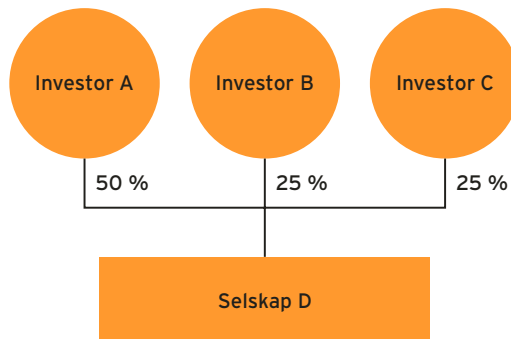 Investor A
Investor B
Investor C
50 %
25 %
25 %
Selskap D